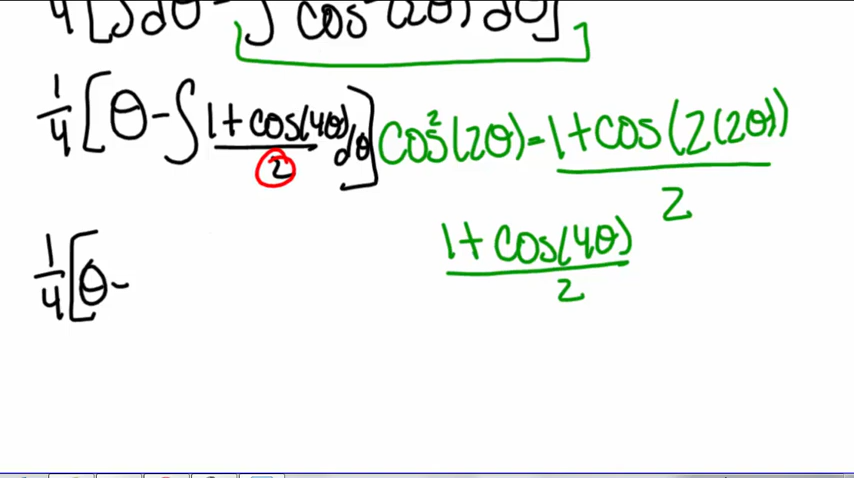 4[∫dθ - ∫cos²(2θ)dθ]
1/4 [θ - ∫ (1 + cos(4θ))/2 dθ] cos²(2θ) = (1 + cos(2(2θ)))/2
(1 + cos(4θ))/2
1/4 [θ -